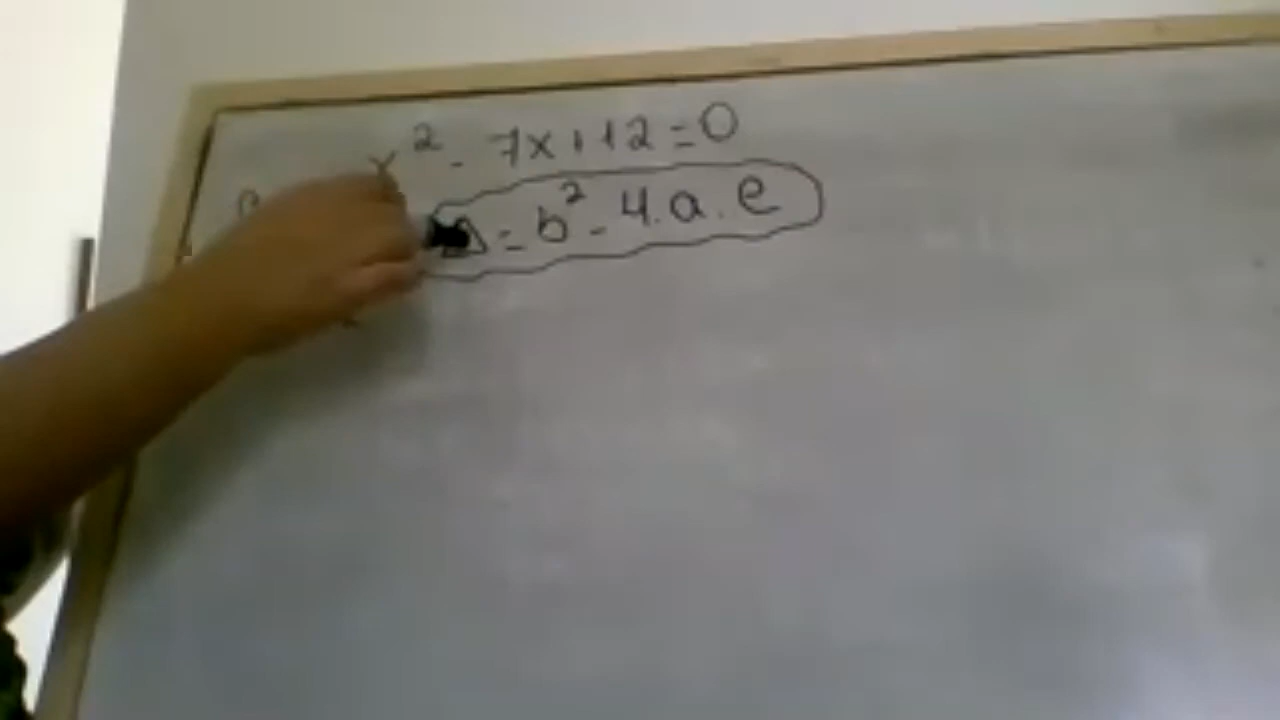 x² - 7x+12=0
Δ = b² - 4.a.c